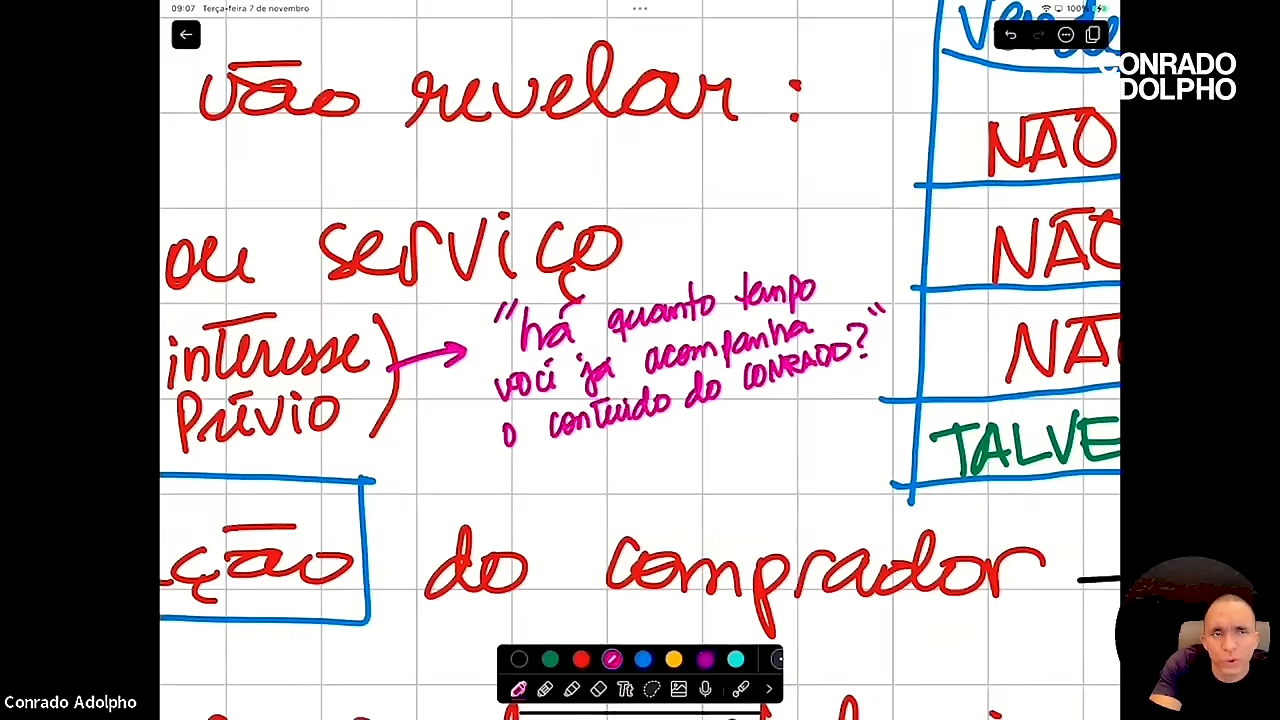 09:07 Terça-feira 7 de novembro
100%
CONRADO
ADOLPHO
vão revelar :
NÃO
ou serviço
NÃO
"há quanto tempo
você já acompanha
o conteúdo do CONRADO?"
interesse
Prévio)
NÃ
TALVE
ção do comprador
Conrado Adolpho